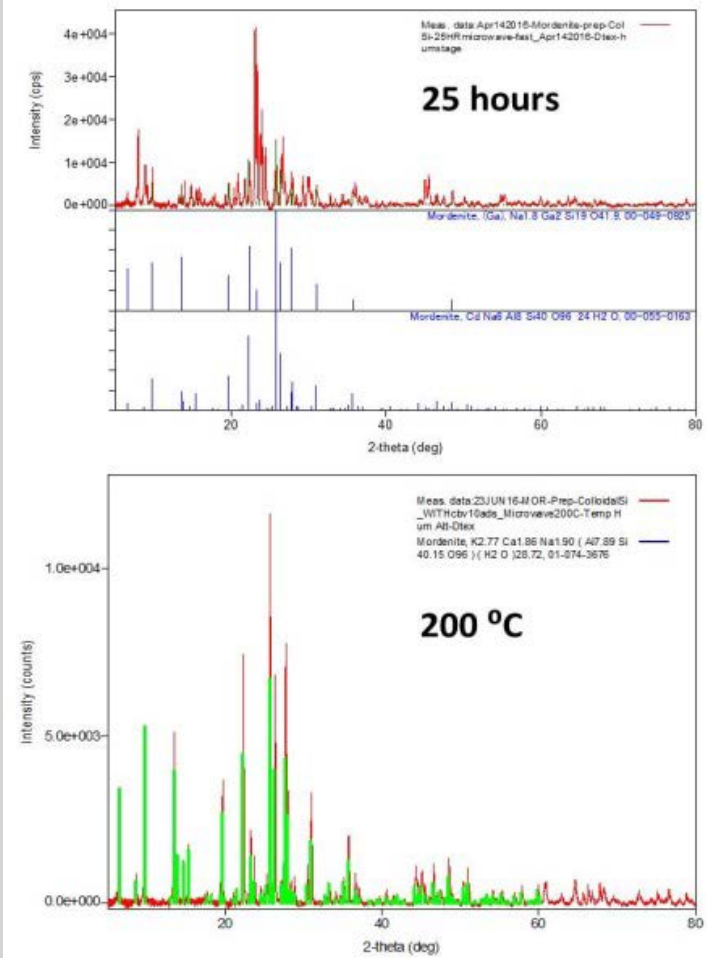 Meas. data:Apr142016-Mordenite-prep-Col
Si-25HRmicrowave-fast_Apr142016-Dtex-h
umstage
25 hours
Intensity (cps)
4e+004
3e+004
2e+004
1e+004
0e+000
Mordenite, (Ga), Na1.8 Ga2 Si19 O41.9, 00-049-0925
Mordenite, Cd Na6 Al8 Si40 O96 24 H2 O, 00-055-0163
20
40
60
80
2-theta (deg)
Meas. data:23JUN16-MOR-Prep-ColloidalSi
_WITHcbv10ads_Microwave200C-Temp H
um Att-Dtex
Mordenite, K2.77 Ca1.86 Na1.90 ( Al7.89 Si
40.15 O96 ) ( H2 O )28.72, 01-074-3676
200 ⁰C
Intensity (counts)
1.0e+004
5.0e+003
0.0e+000
20
40
60
80
2-theta (deg)